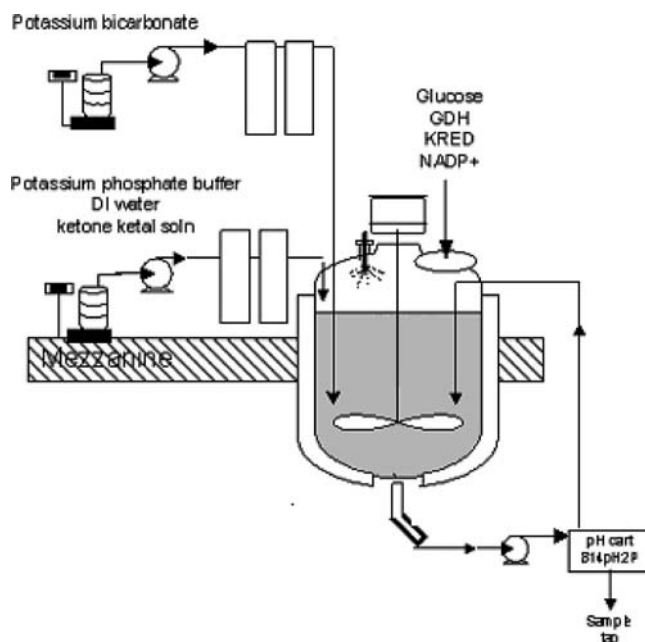 Potassium bicarbonate
Glucose
GDH
KRED
NADP+
Potassium phosphate buffer
DI water
ketone ketal soln
Mezzanine
pH cart
B14pH2P
Sample
tap